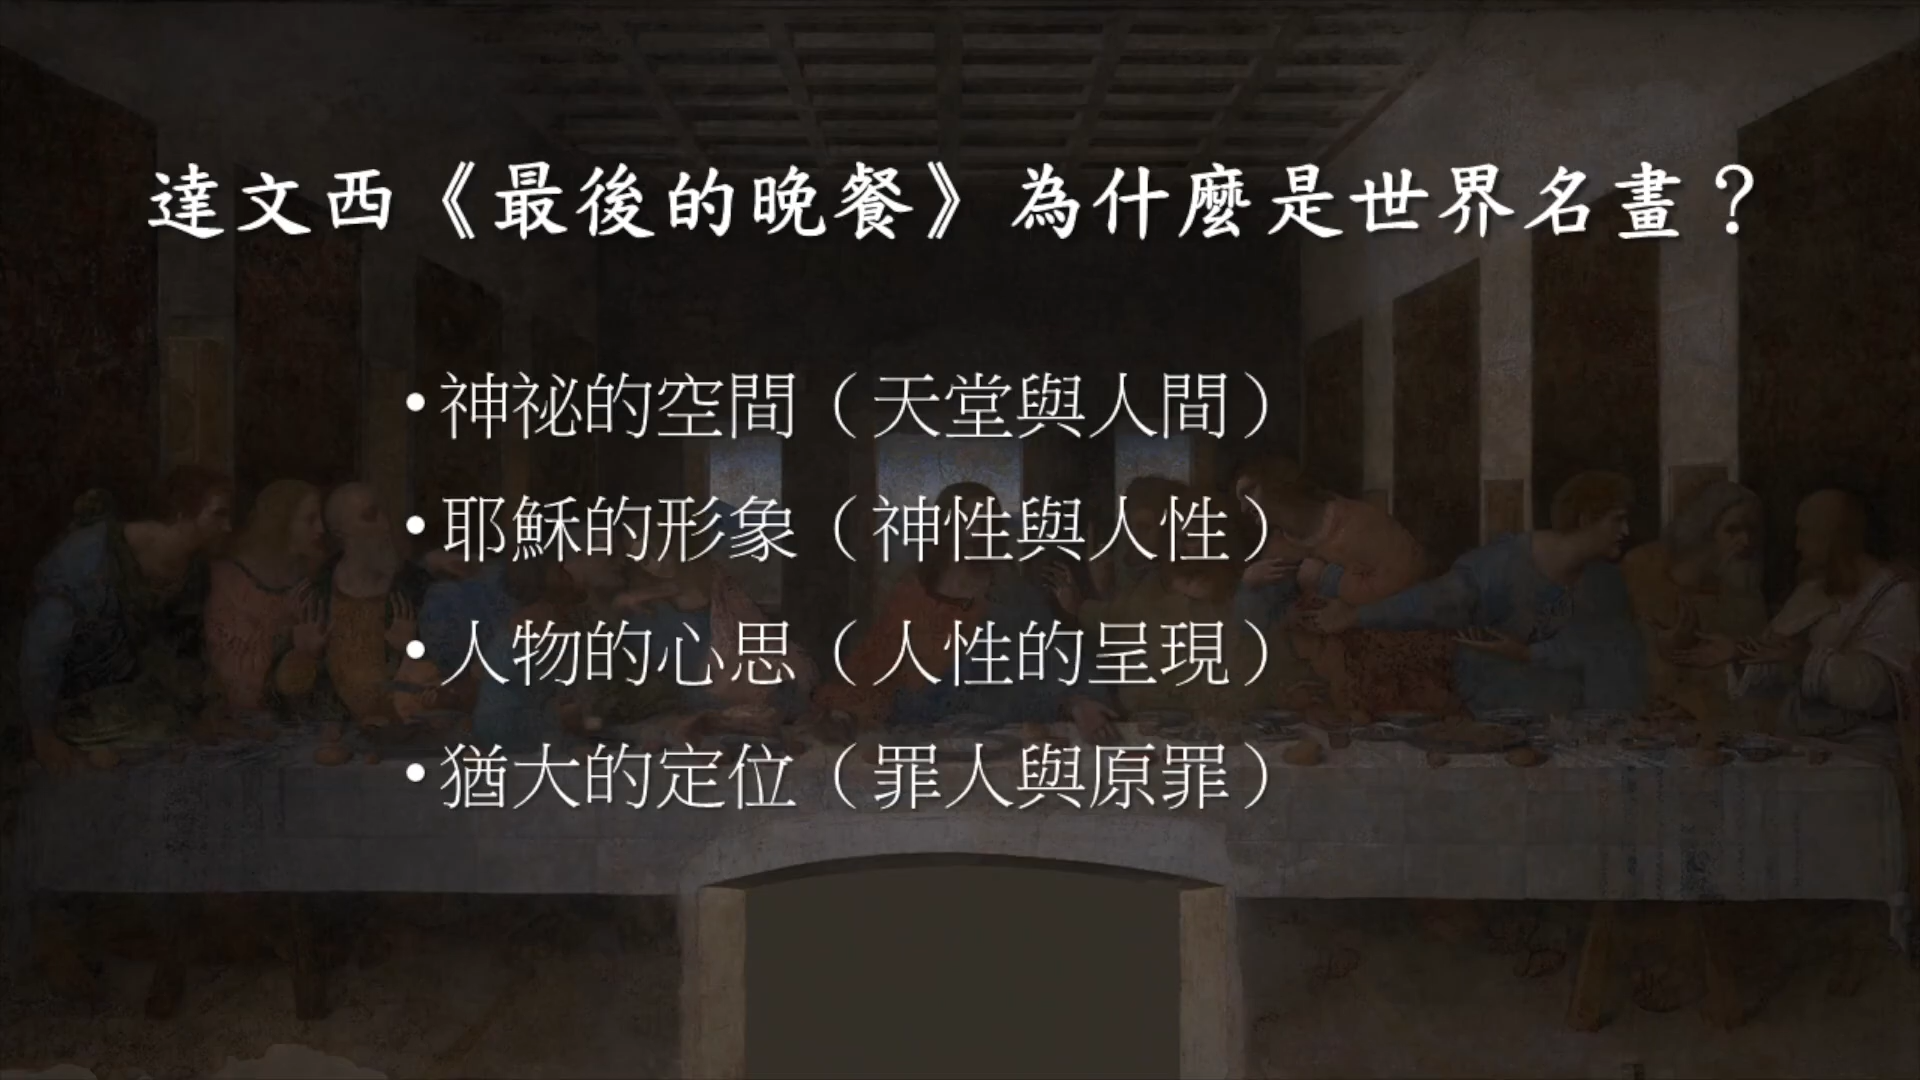 達文西《最後的晚餐》為什麼是世界名畫？
•神祕的空間（天堂與人間）
•耶穌的形象（神性與人性）
•人物的心思（人性的呈現）
•猶大的定位（罪人與原罪）